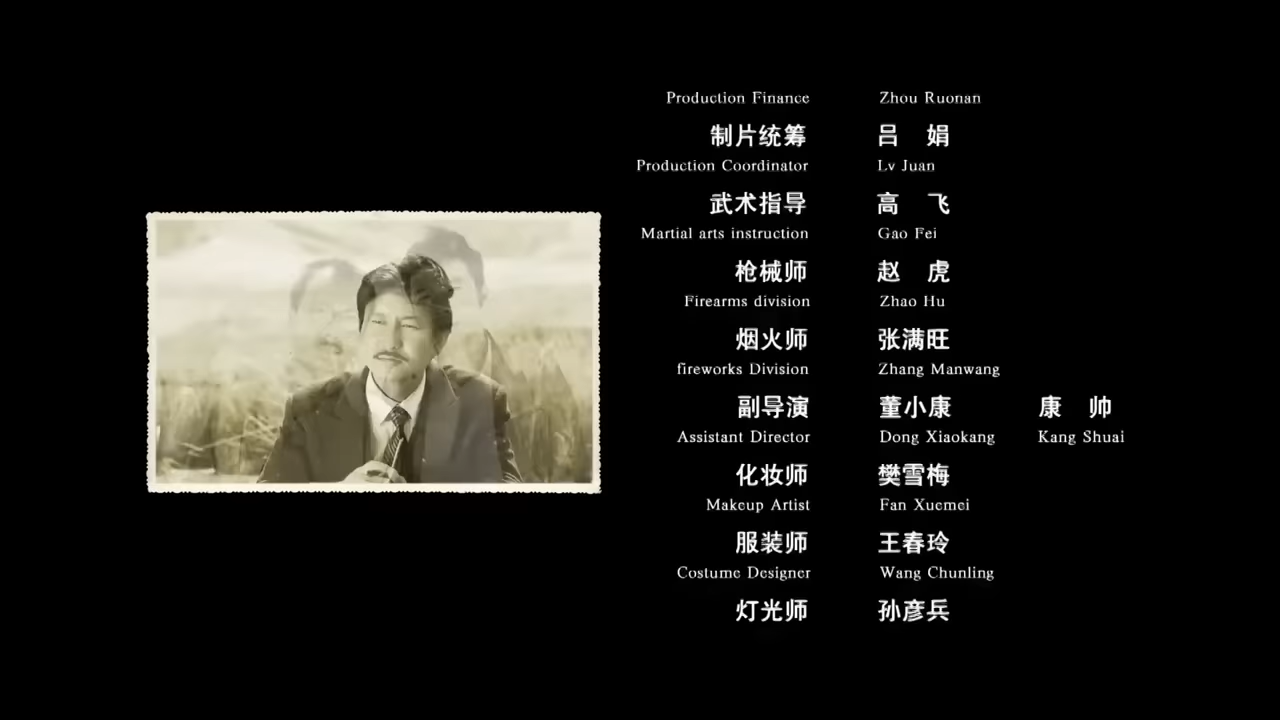 Production Finance Zhou Ruonan
制片统筹 吕 娟
Production Coordinator Lv Juan
武术指导 高 飞
Martial arts instruction Gao Fei
枪械师 赵 虎
Firearms division Zhao Hu
烟火师 张满旺
fireworks Division Zhang Manwang
副导演 董小康 康 帅
Assistant Director Dong Xiaokang Kang Shuai
化妆师 樊雪梅
Makeup Artist Fan Xuemei
服装师 王春玲
Costume Designer Wang Chunling
灯光师 孙彦兵